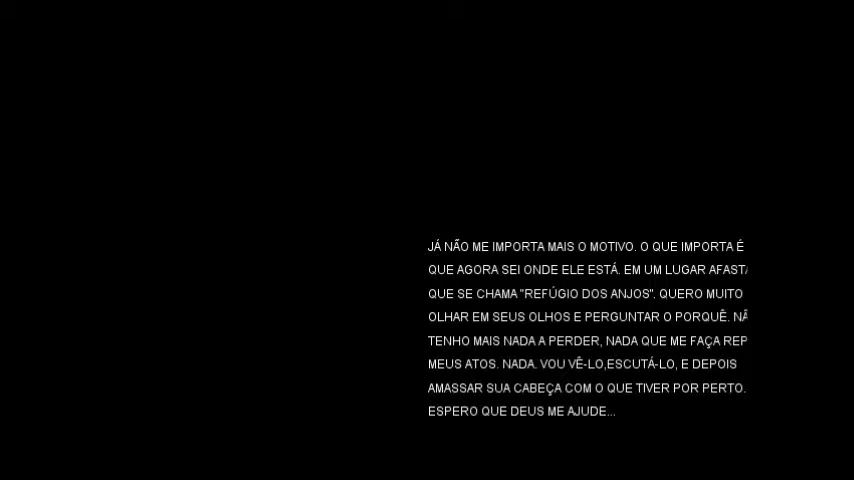 JÁ NÃO ME IMPORTA MAIS O MOTIVO. O QUE IMPORTA É
QUE AGORA SEI ONDE ELE ESTÁ. EM UM LUGAR
QUE SE CHAMA "REFÚGIO DOS ANJOS". QUERO MUITO
OLHAR EM SEUS OLHOS E PERGUNTAR O PORQUÊ.
TENHO MAIS NADA A PERDER, NADA QUE ME FAÇA
MEUS ATOS. NADA. VOU VÊ-LO,ESCUTÁ-LO, E DEPOIS
AMASSAR SUA CABEÇA COM O QUE TIVER POR PERTO.
ESPERO QUE DEUS ME AJUDE...